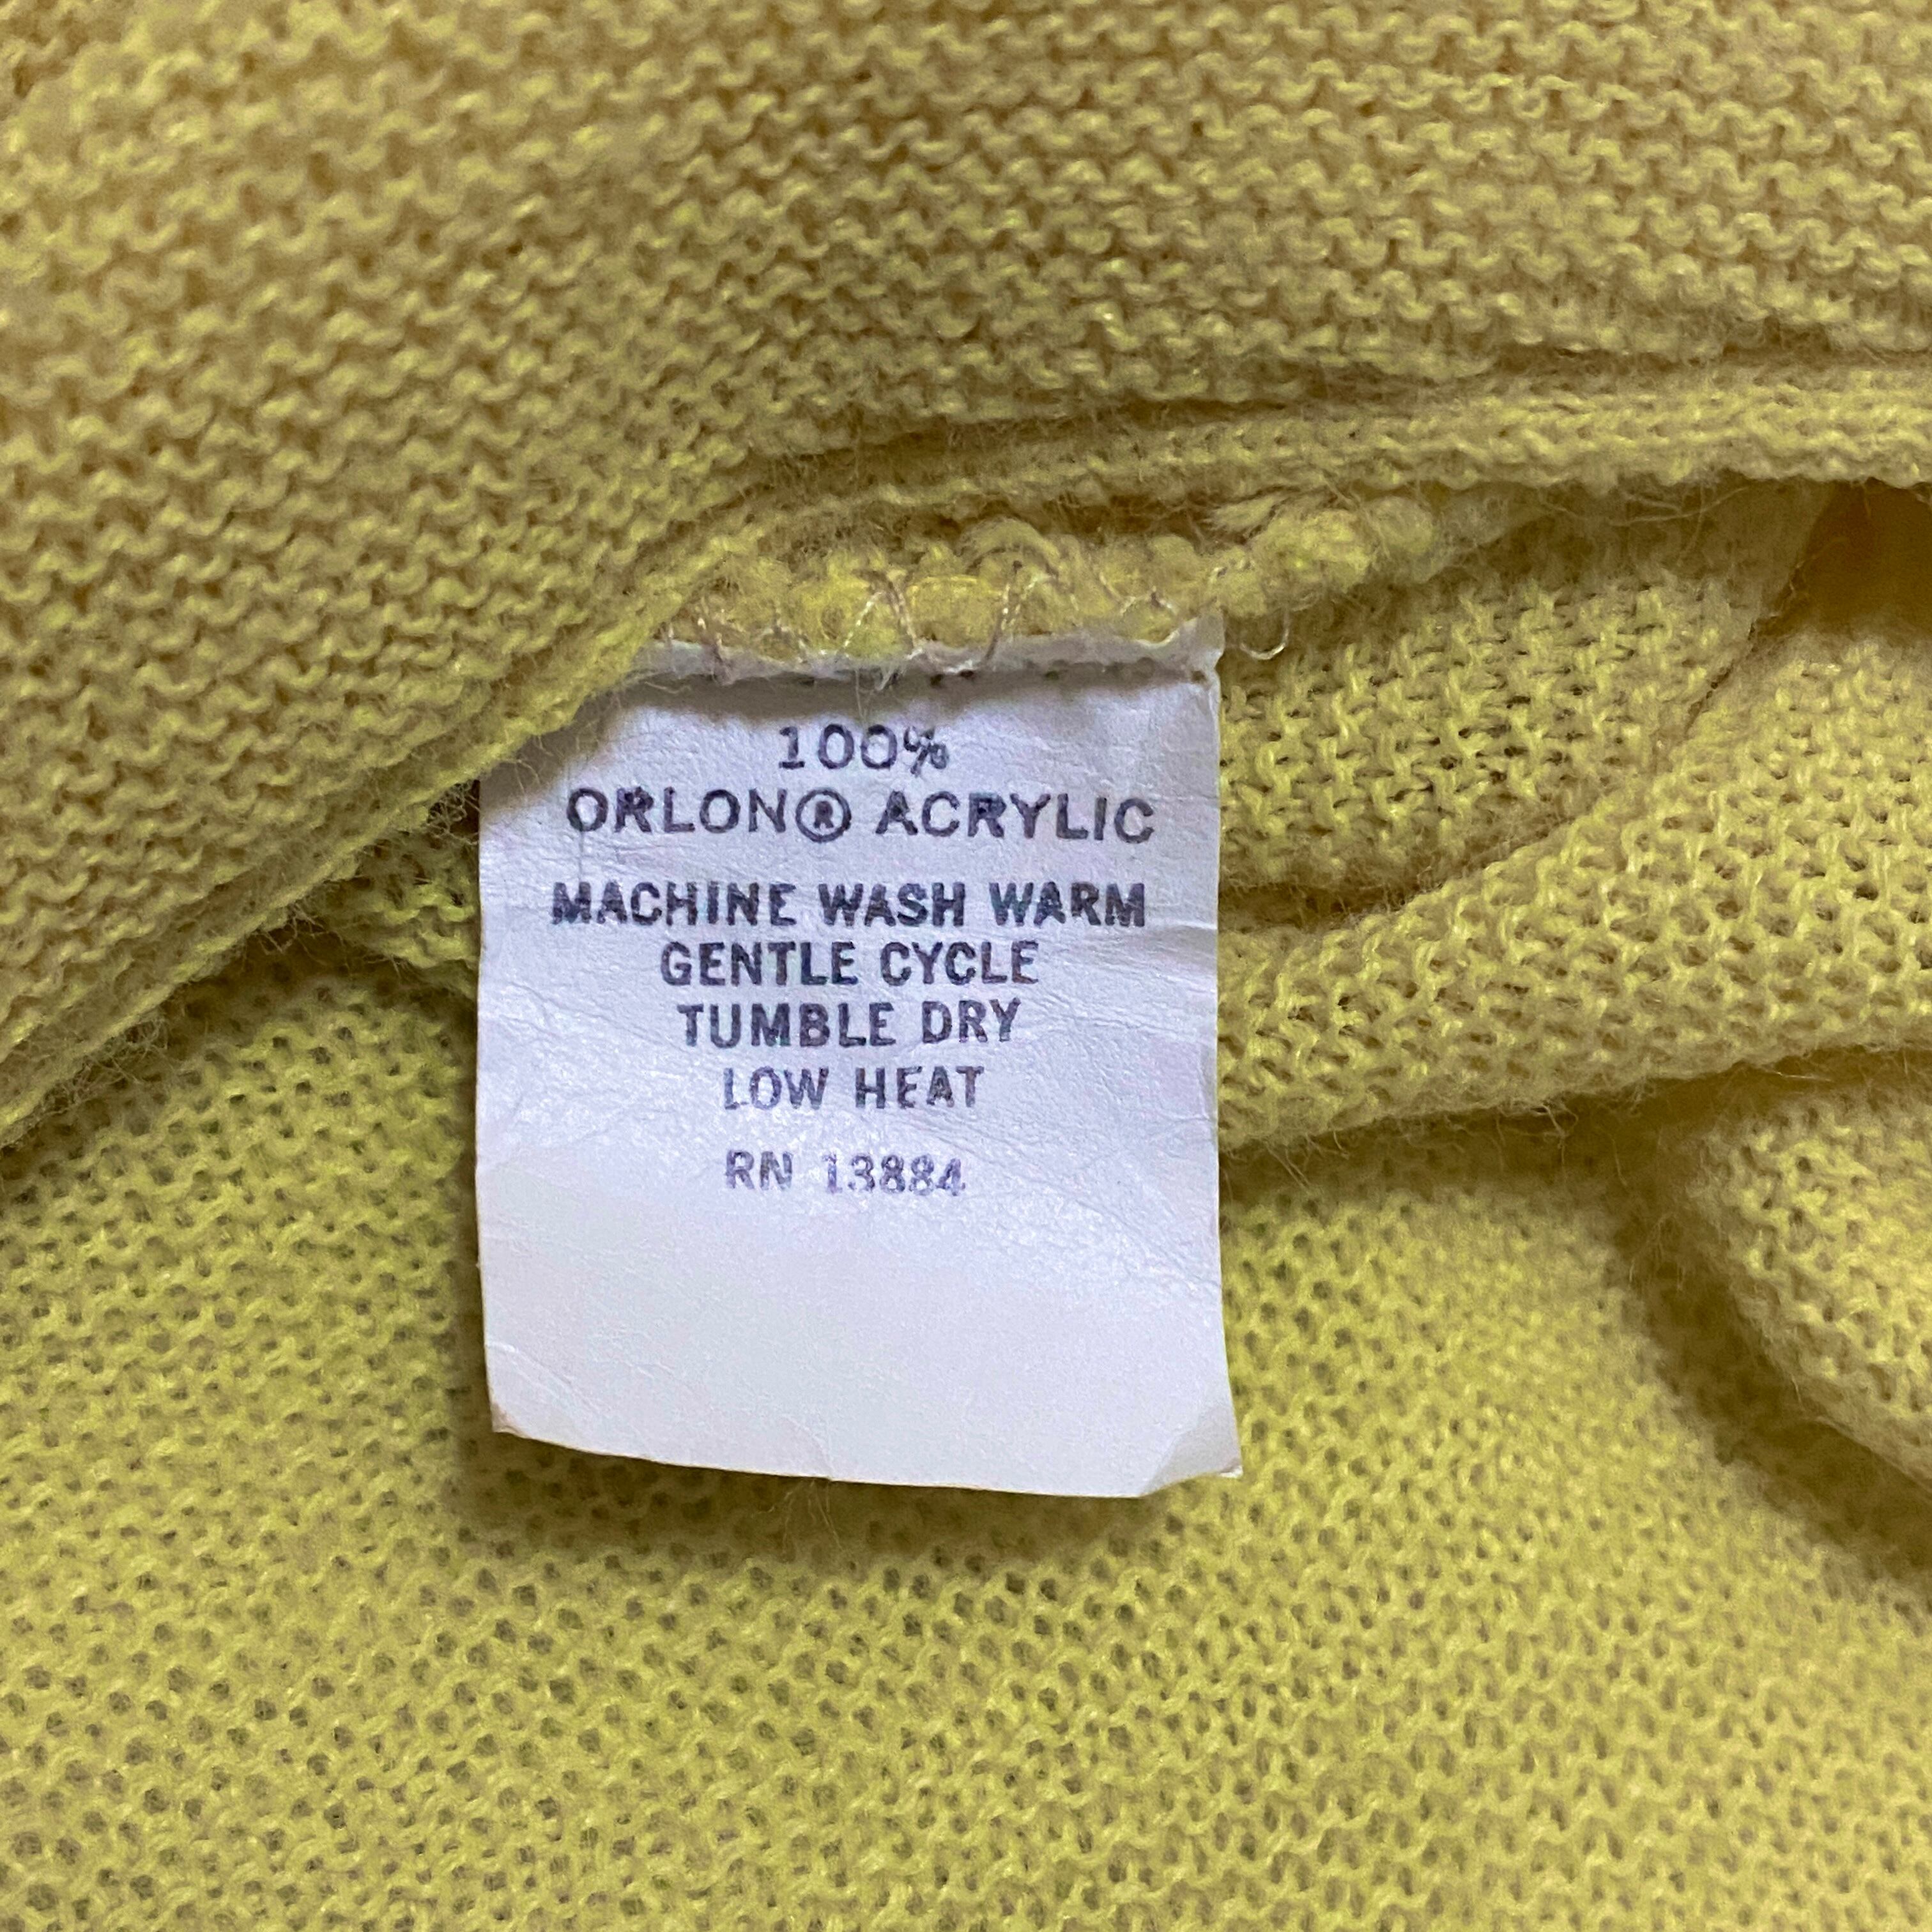 100%
ORLON® ACRYLIC
MACHINE WASH WARM
GENTLE CYCLE
TUMBLE DRY
LOW HEAT
RN 13884